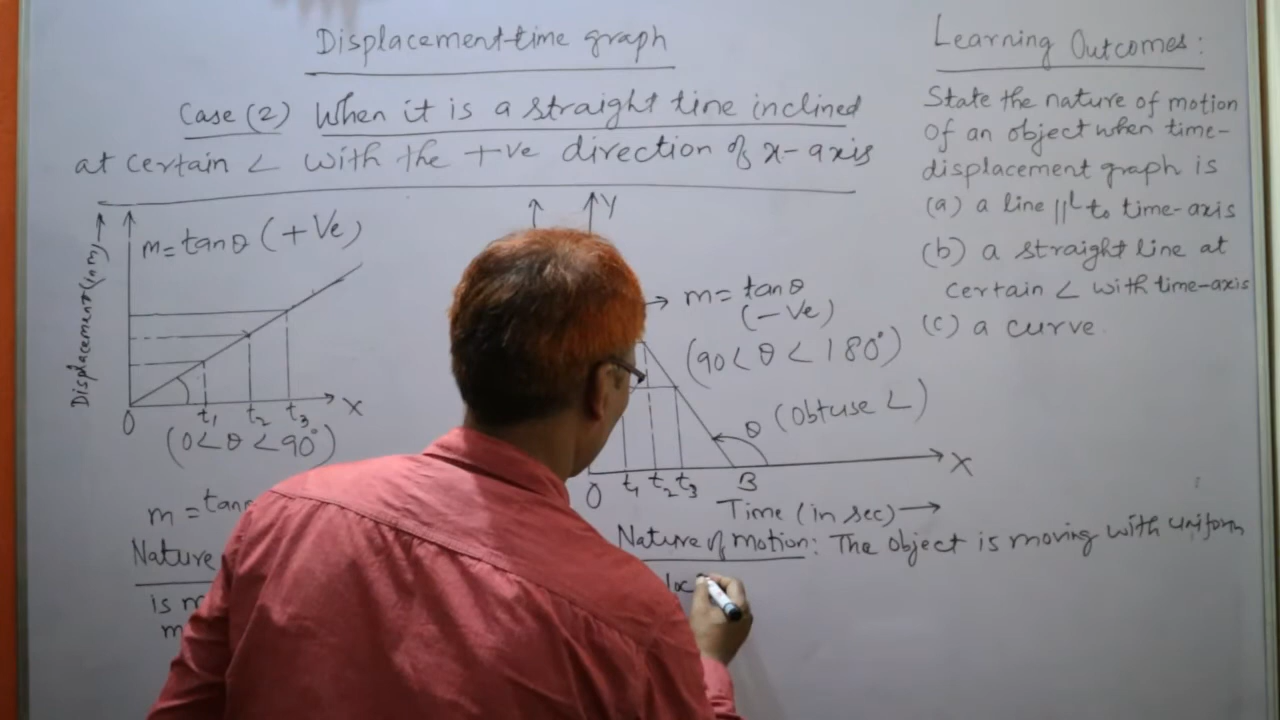 Displacement-time graph
Case (2) When it is a straight line inclined
at certain ∠ with the +ve direction of x-axis
Displacement (in m)
m = tanθ (+Ve)
O t₁ t₂ t₃ X
(0 < θ < 90°)
m = tan
Nature
is m
m
Y
m = tanθ
(-Ve)
(90 < θ < 180°)
θ (Obtuse ∠)
O t₁ t₂ t₃ B X
Time (in sec)
Nature of motion: The object is moving with uniform
Learning Outcomes:
State the nature of motion
of an object when time-
displacement graph is
(a) a line ||ᴸ to time-axis
(b) a straight line at
certain ∠ with time-axis
(c) a curve